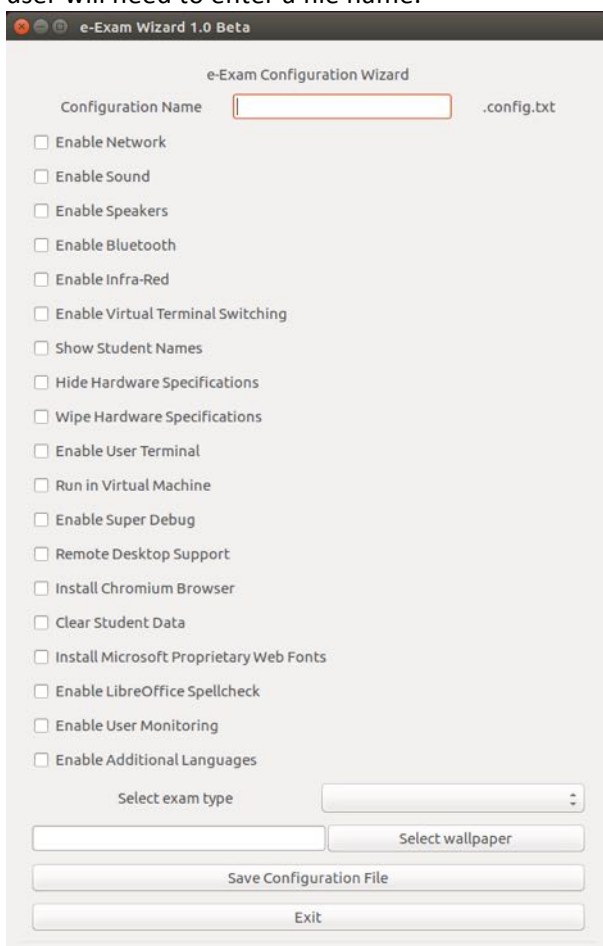 user will need to enter a file name.
e-Exam Wizard 1.0 Beta
e-Exam Configuration Wizard
Configuration Name .config.txt
Enable Network
Enable Sound
Enable Speakers
Enable Bluetooth
Enable Infra-Red
Enable Virtual Terminal Switching
Show Student Names
Hide Hardware Specifications
Wipe Hardware Specifications
Enable User Terminal
Run in Virtual Machine
Enable Super Debug
Remote Desktop Support
Install Chromium Browser
Clear Student Data
Install Microsoft Proprietary Web Fonts
Enable LibreOffice Spellcheck
Enable User Monitoring
Enable Additional Languages
Select exam type
Select wallpaper
Save Configuration File
Exit